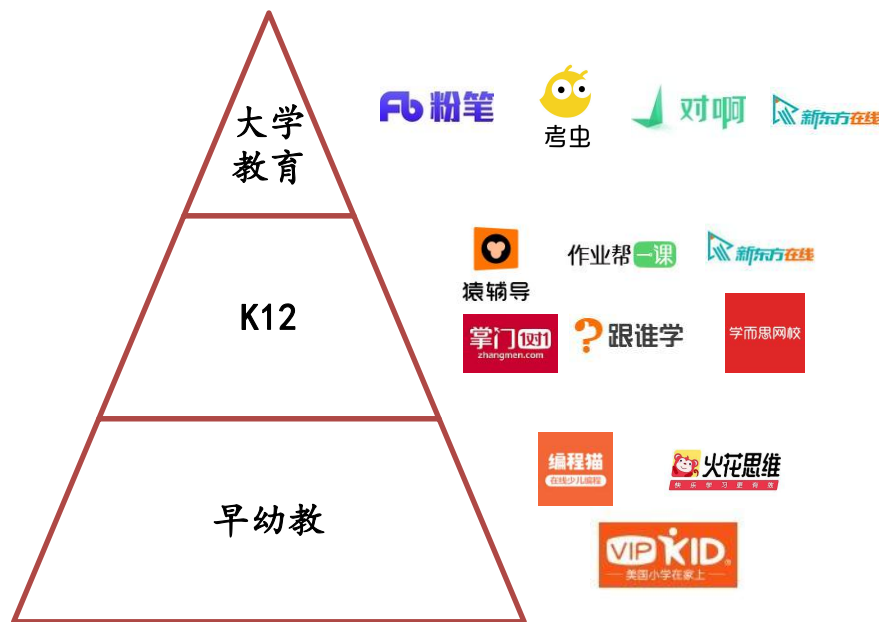 大学
教育
Fb 粉笔
考虫
对啊
新东方在线
K12
猿辅导
作业帮一课
新东方在线
掌门1对1
zhangmen.com
跟谁学
学而思网校
早幼教
编程猫
在线少儿编程
火花思维
快乐学习更有效
VIPKID
美国小学在家上